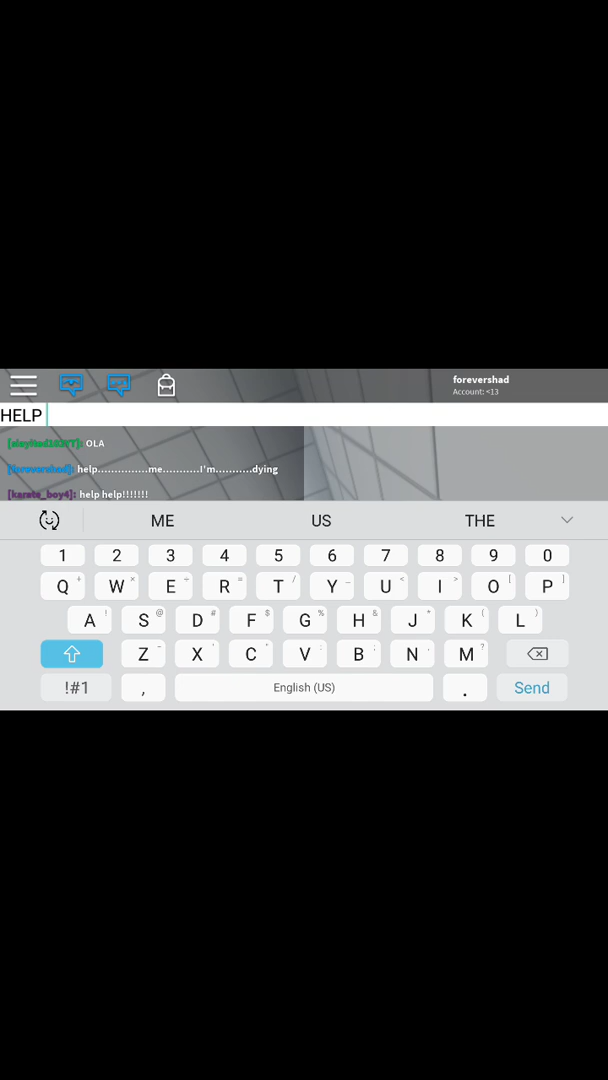 forevershad
Account: <13
HELP
OLA
[forevershad]: help...............me...........I'm...........dying
[karate_boy4]: help help!!!!!!!
ME US THE
1 2 3 4 5 6 7 8 9 0
Q + W × E ÷ R = T / Y _ U < I > O [ P ]
A ! S @ D # F $ G % H & J * K ( L )
Z - X ' C " V : B ; N , M ?
!#1 , English (US) . Send